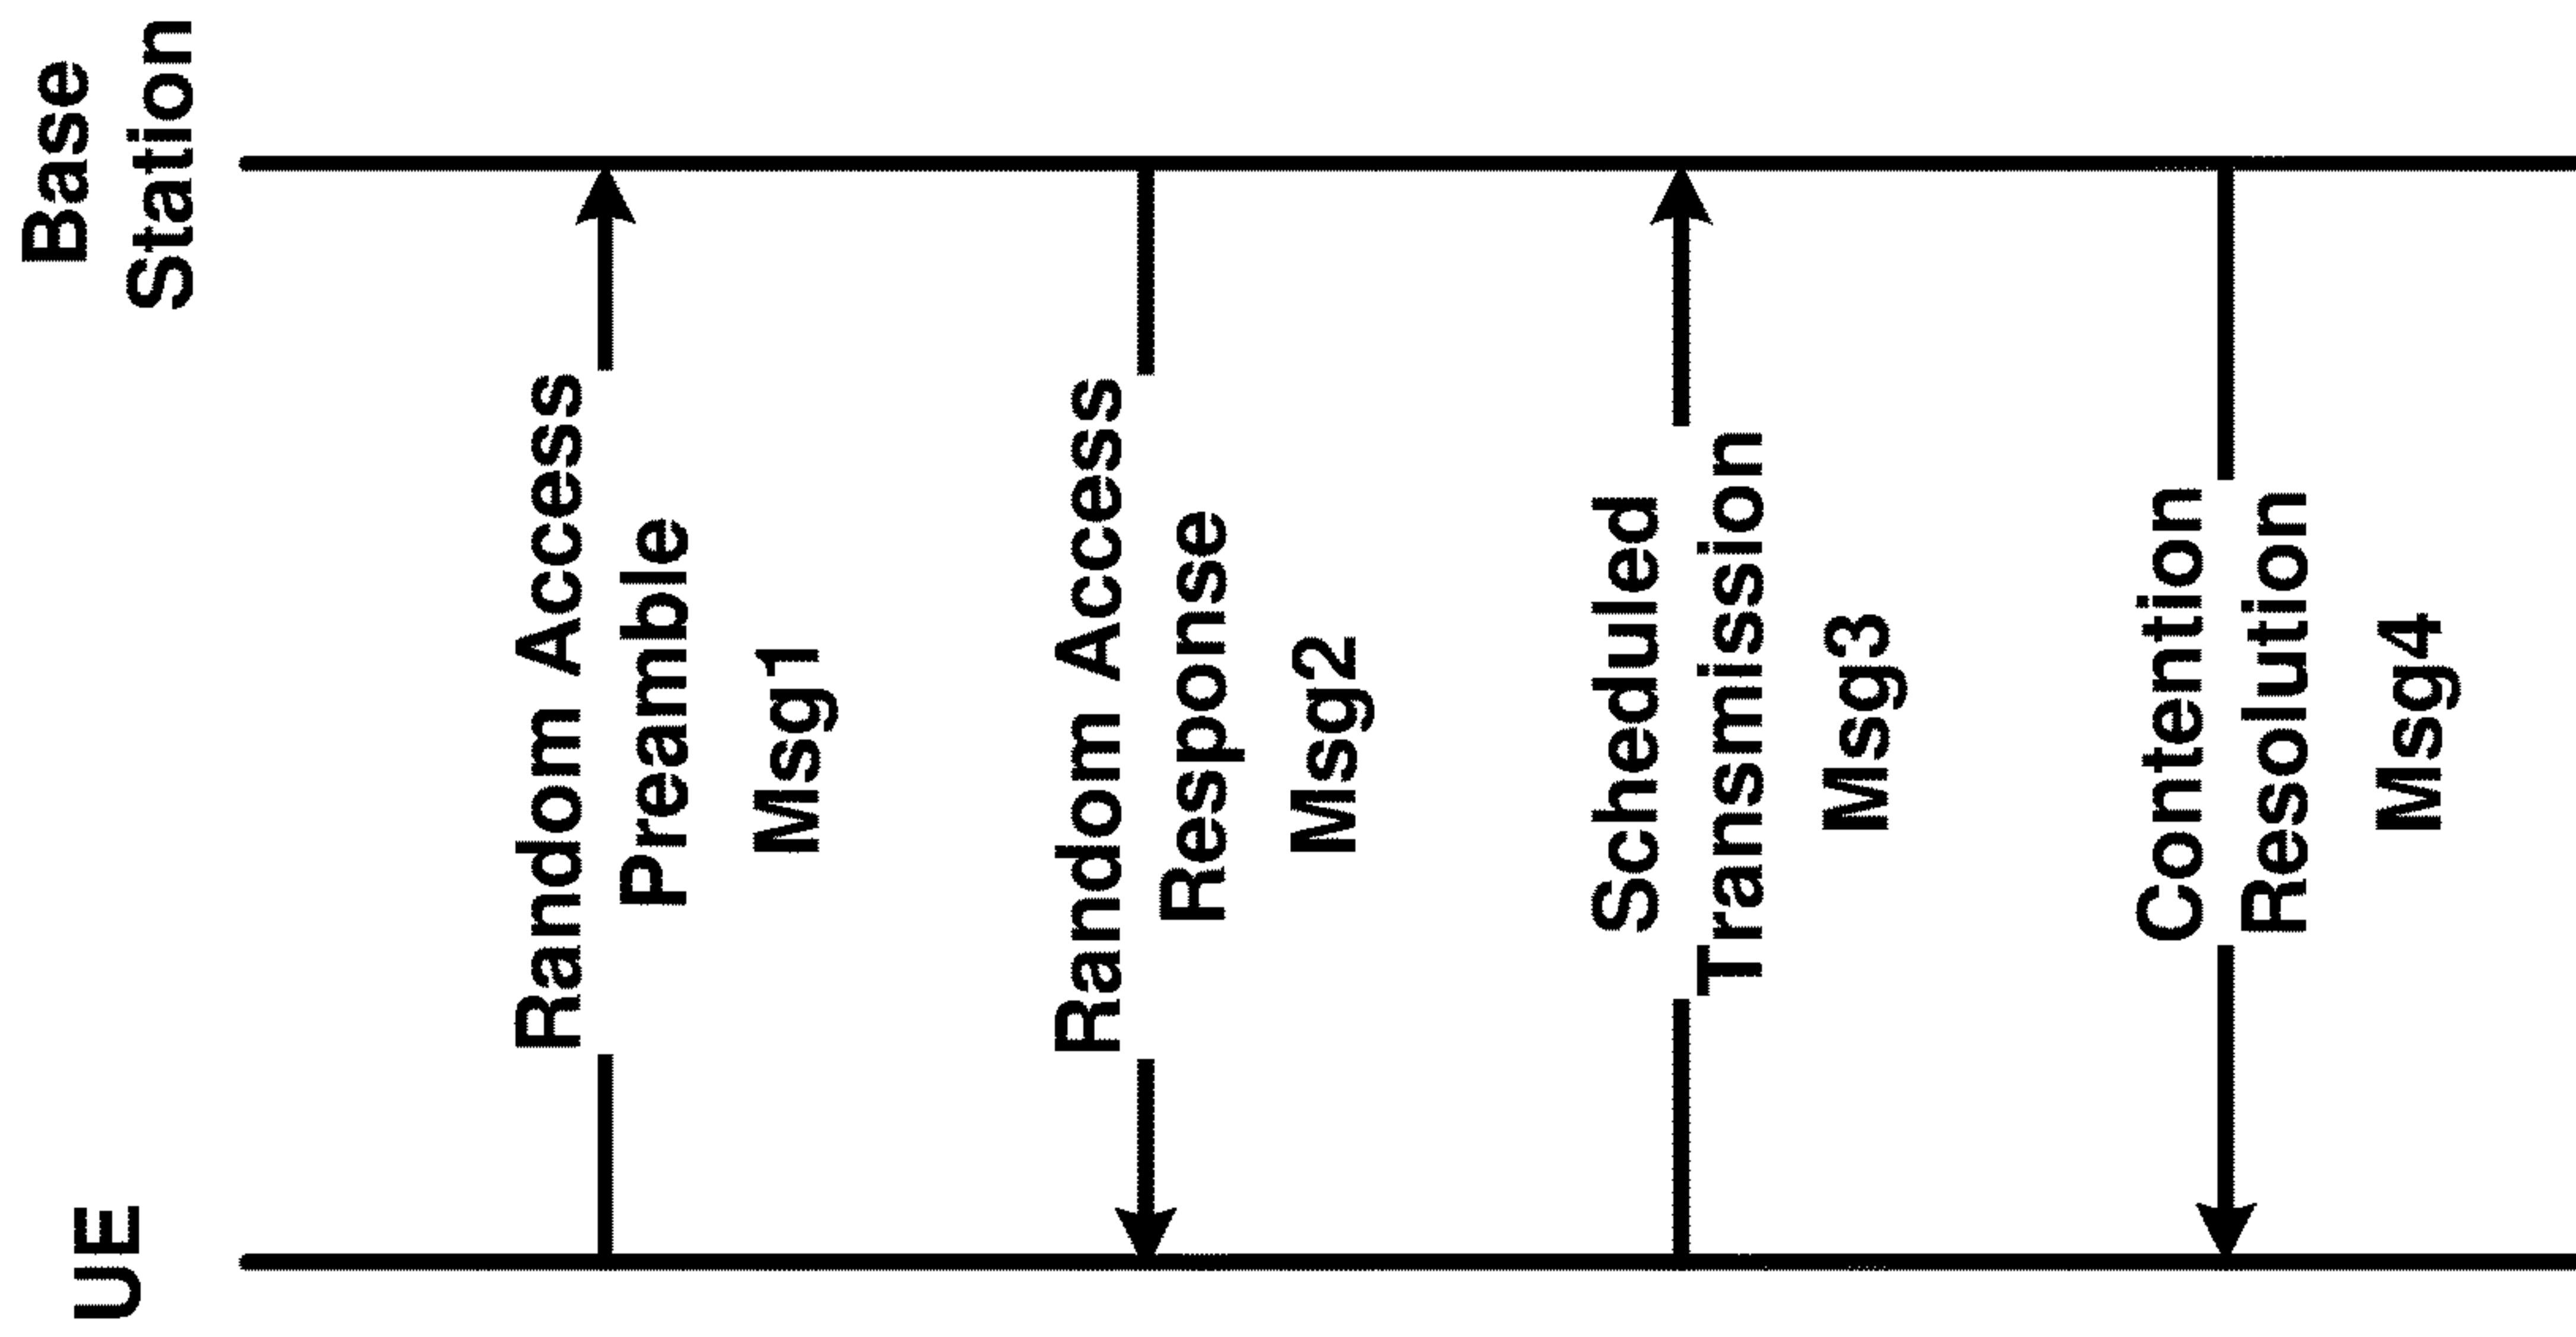 UE
Base
Station
Random Access
Preamble
Msg1
Random Access
Response
Msg2
Scheduled
Transmission
Msg3
Contention
Resolution
Msg4